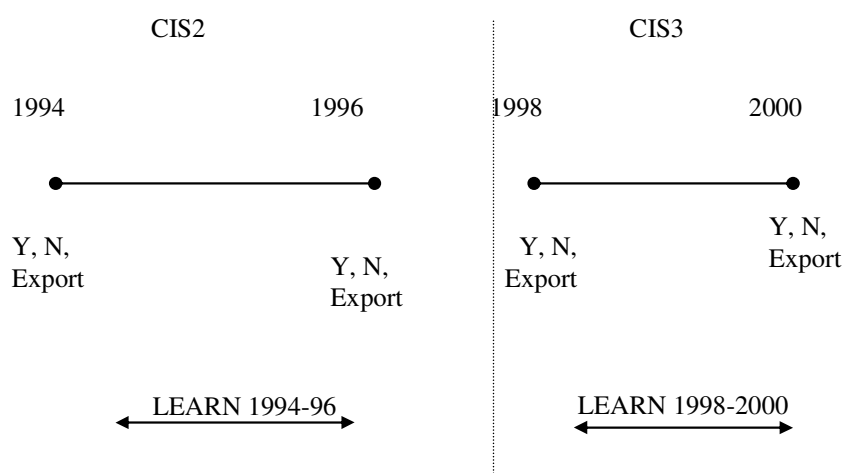 CIS2
CIS3
1994
1996
1998
2000
Y, N,
Export
Y, N,
Export
Y, N,
Export
Y, N,
Export
LEARN 1994-96
LEARN 1998-2000